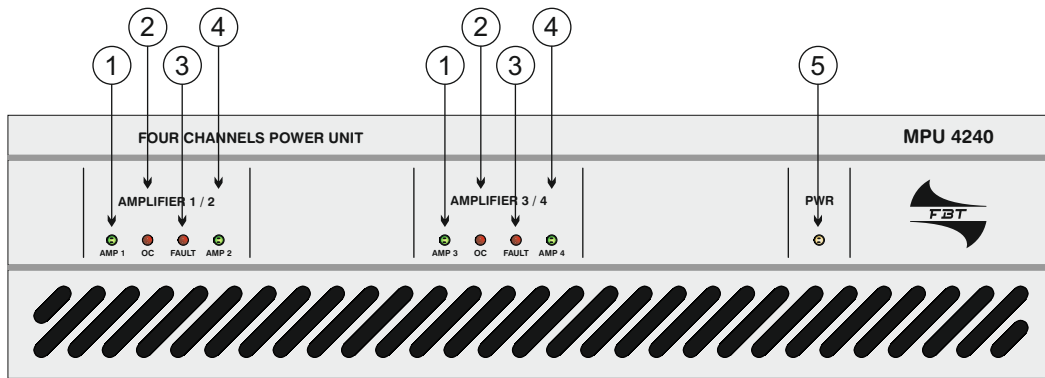 2 4 2 4
1 3 1 3 5
FOUR CHANNELS POWER UNIT MPU 4240
AMPLIFIER 1 / 2 AMPLIFIER 3 / 4 PWR
FBT
AMP 1 OC FAULT AMP 2 AMP 3 OC FAULT AMP 4